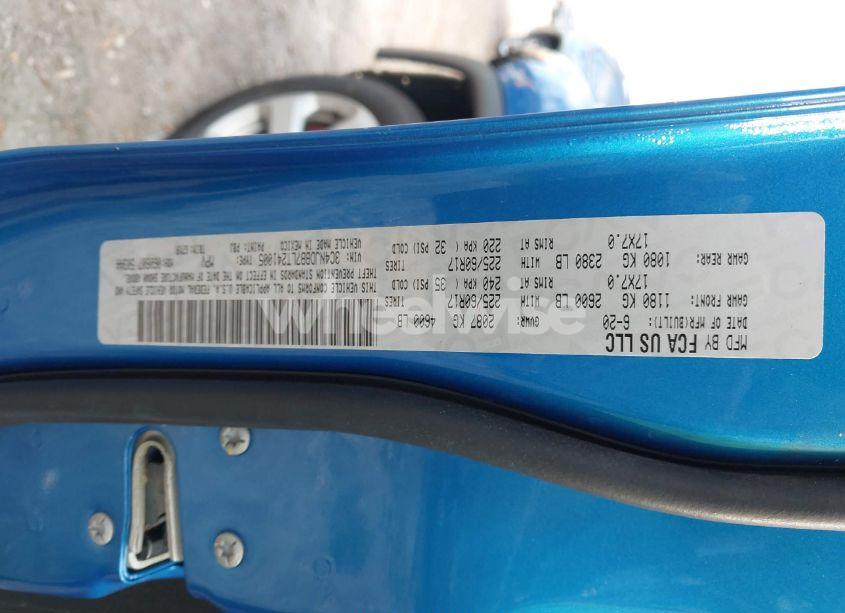 MFD BY FCA US LLC
DATE OF MFR(BUILT): 6-20
GVWR: 2087 KG 4600 LB
GAWR FRONT: 1180 KG 2600 LB WITH 225/60R17 TIRES
17X7.0 RIMS AT 240 KPA ( 35 PSI) COLD
GAWR REAR: 1080 KG 2380 LB WITH 225/60R17 TIRES
17X7.0 RIMS AT 220 KPA ( 32 PSI) COLD
THIS VEHICLE CONFORMS TO ALL APPLICABLE U.S.A. FEDERAL MOTOR VEHICLE SAFETY AND
THEFT PREVENTION STANDARDS IN EFFECT ON THE DATE OF MANUFACTURE SHOWN ABOVE.
VIN: 3C4NJDBB7LT241005 TYPE: MPV
VEHICLE MADE IN MEXICO PAINT: PBJ
wheelwise